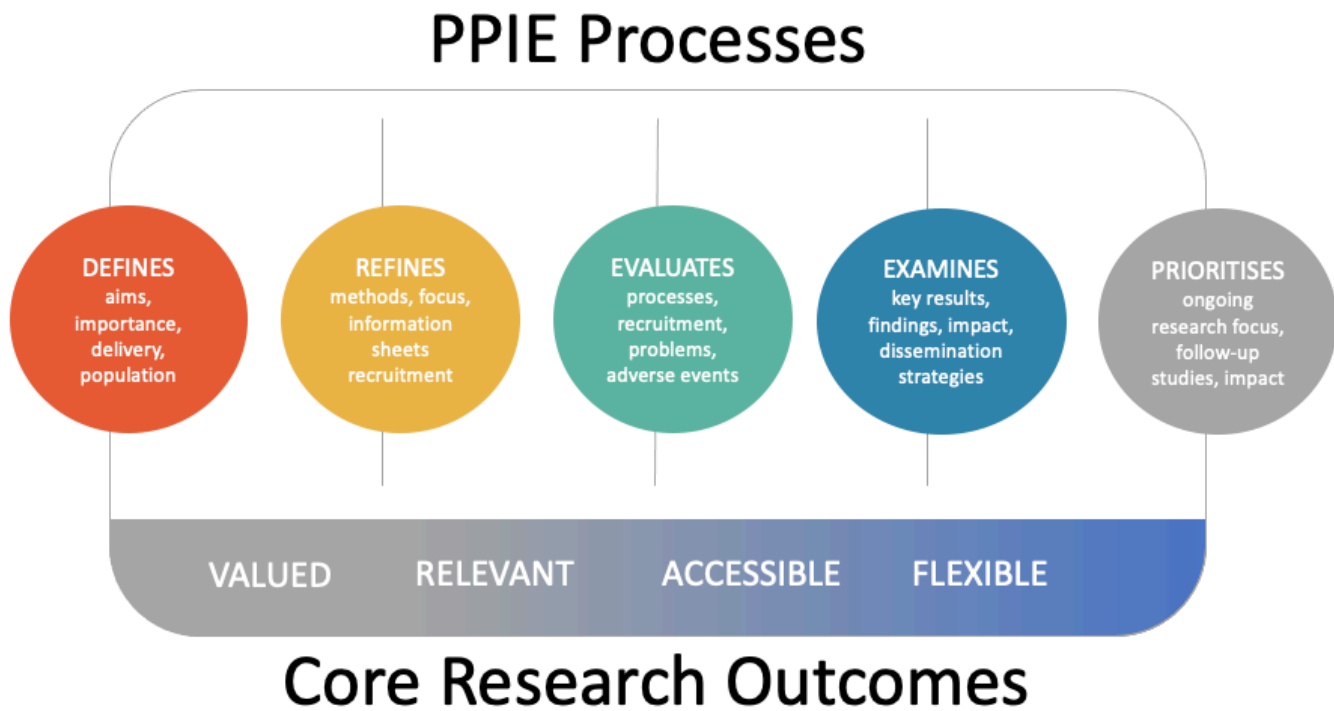 PPIE Processes
DEFINES
aims,
importance,
delivery,
population
REFINES
methods, focus,
information
sheets
recruitment
EVALUATES
processes,
recruitment,
problems,
adverse events
EXAMINES
key results,
findings, impact,
dissemination
strategies
PRIORITISES
ongoing
research focus,
follow-up
studies, impact
VALUED
RELEVANT
ACCESSIBLE
FLEXIBLE
Core Research Outcomes